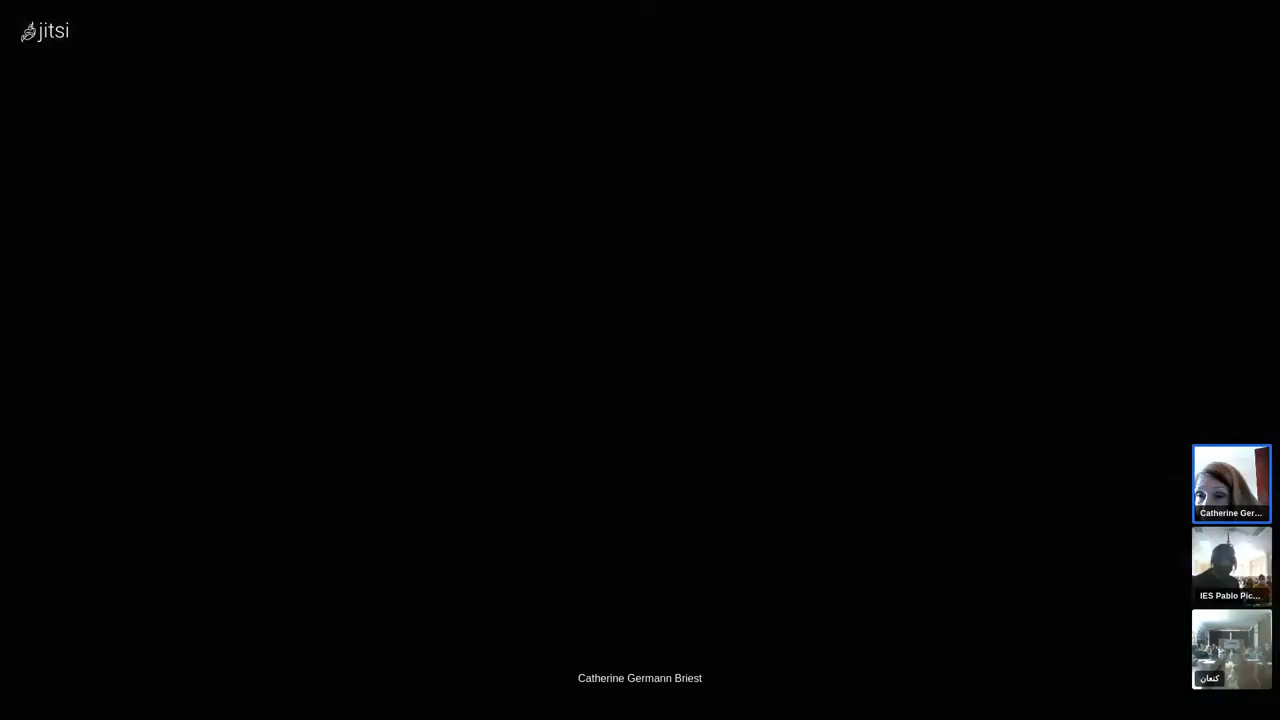 jitsi
Catherine Ger...
IES Pablo Pic...
كنعان
Catherine Germann Briest